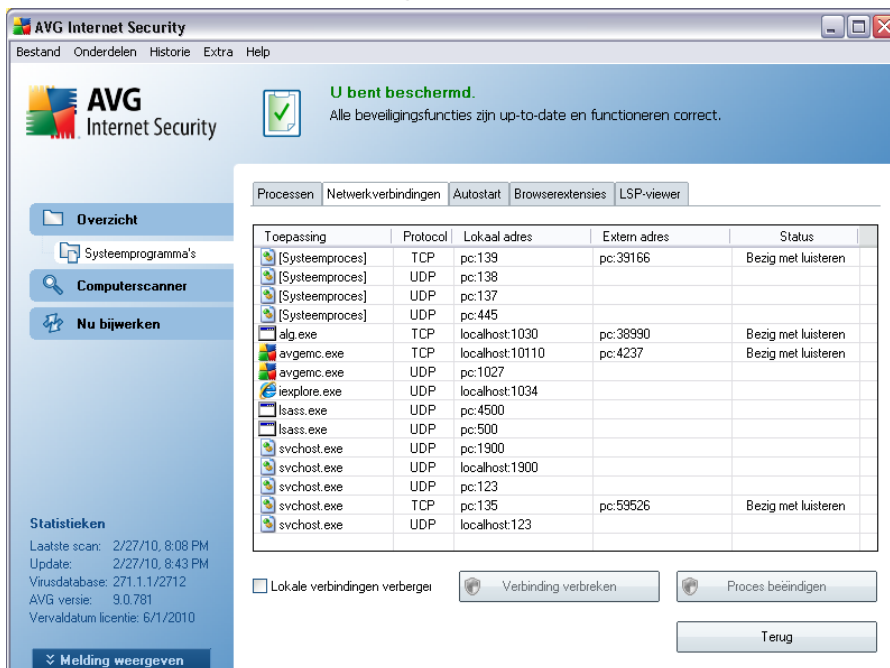 AVG Internet Security
Bestand Onderdelen Historie Extra Help
AVG
Internet Security
U bent beschermd.
Alle beveiligingsfuncties zijn up-to-date en functioneren correct.
Overzicht
Systeemprogramma's
Computerscanner
Nu bijwerken
Processen Netwerkverbindingen Autostart Browserextensies LSP-viewer
Toepassing Protocol Lokaal adres Extern adres Status
[Systeemproces] TCP pc:139 pc:39166 Bezig met luisteren
[Systeemproces] UDP pc:138
[Systeemproces] UDP pc:137
[Systeemproces] UDP pc:445
alg.exe TCP localhost:1030 pc:38990 Bezig met luisteren
avgemc.exe TCP localhost:10110 pc:4237 Bezig met luisteren
avgemc.exe UDP pc:1027
iexplore.exe UDP localhost:1034
lsass.exe UDP pc:4500
lsass.exe UDP pc:500
svchost.exe UDP pc:1900
svchost.exe UDP localhost:1900
svchost.exe UDP pc:123
svchost.exe TCP pc:135 pc:59526 Bezig met luisteren
svchost.exe UDP localhost:123
Lokale verbindingen verberger
Verbinding verbreken
Proces beëindigen
Terug
Statistieken
Laatste scan: 2/27/10, 8:08 PM
Update: 2/27/10, 8:43 PM
Virusdatabase: 271.1.1/2712
AVG versie: 9.0.781
Vervaldatum licentie: 6/1/2010
Melding weergeven